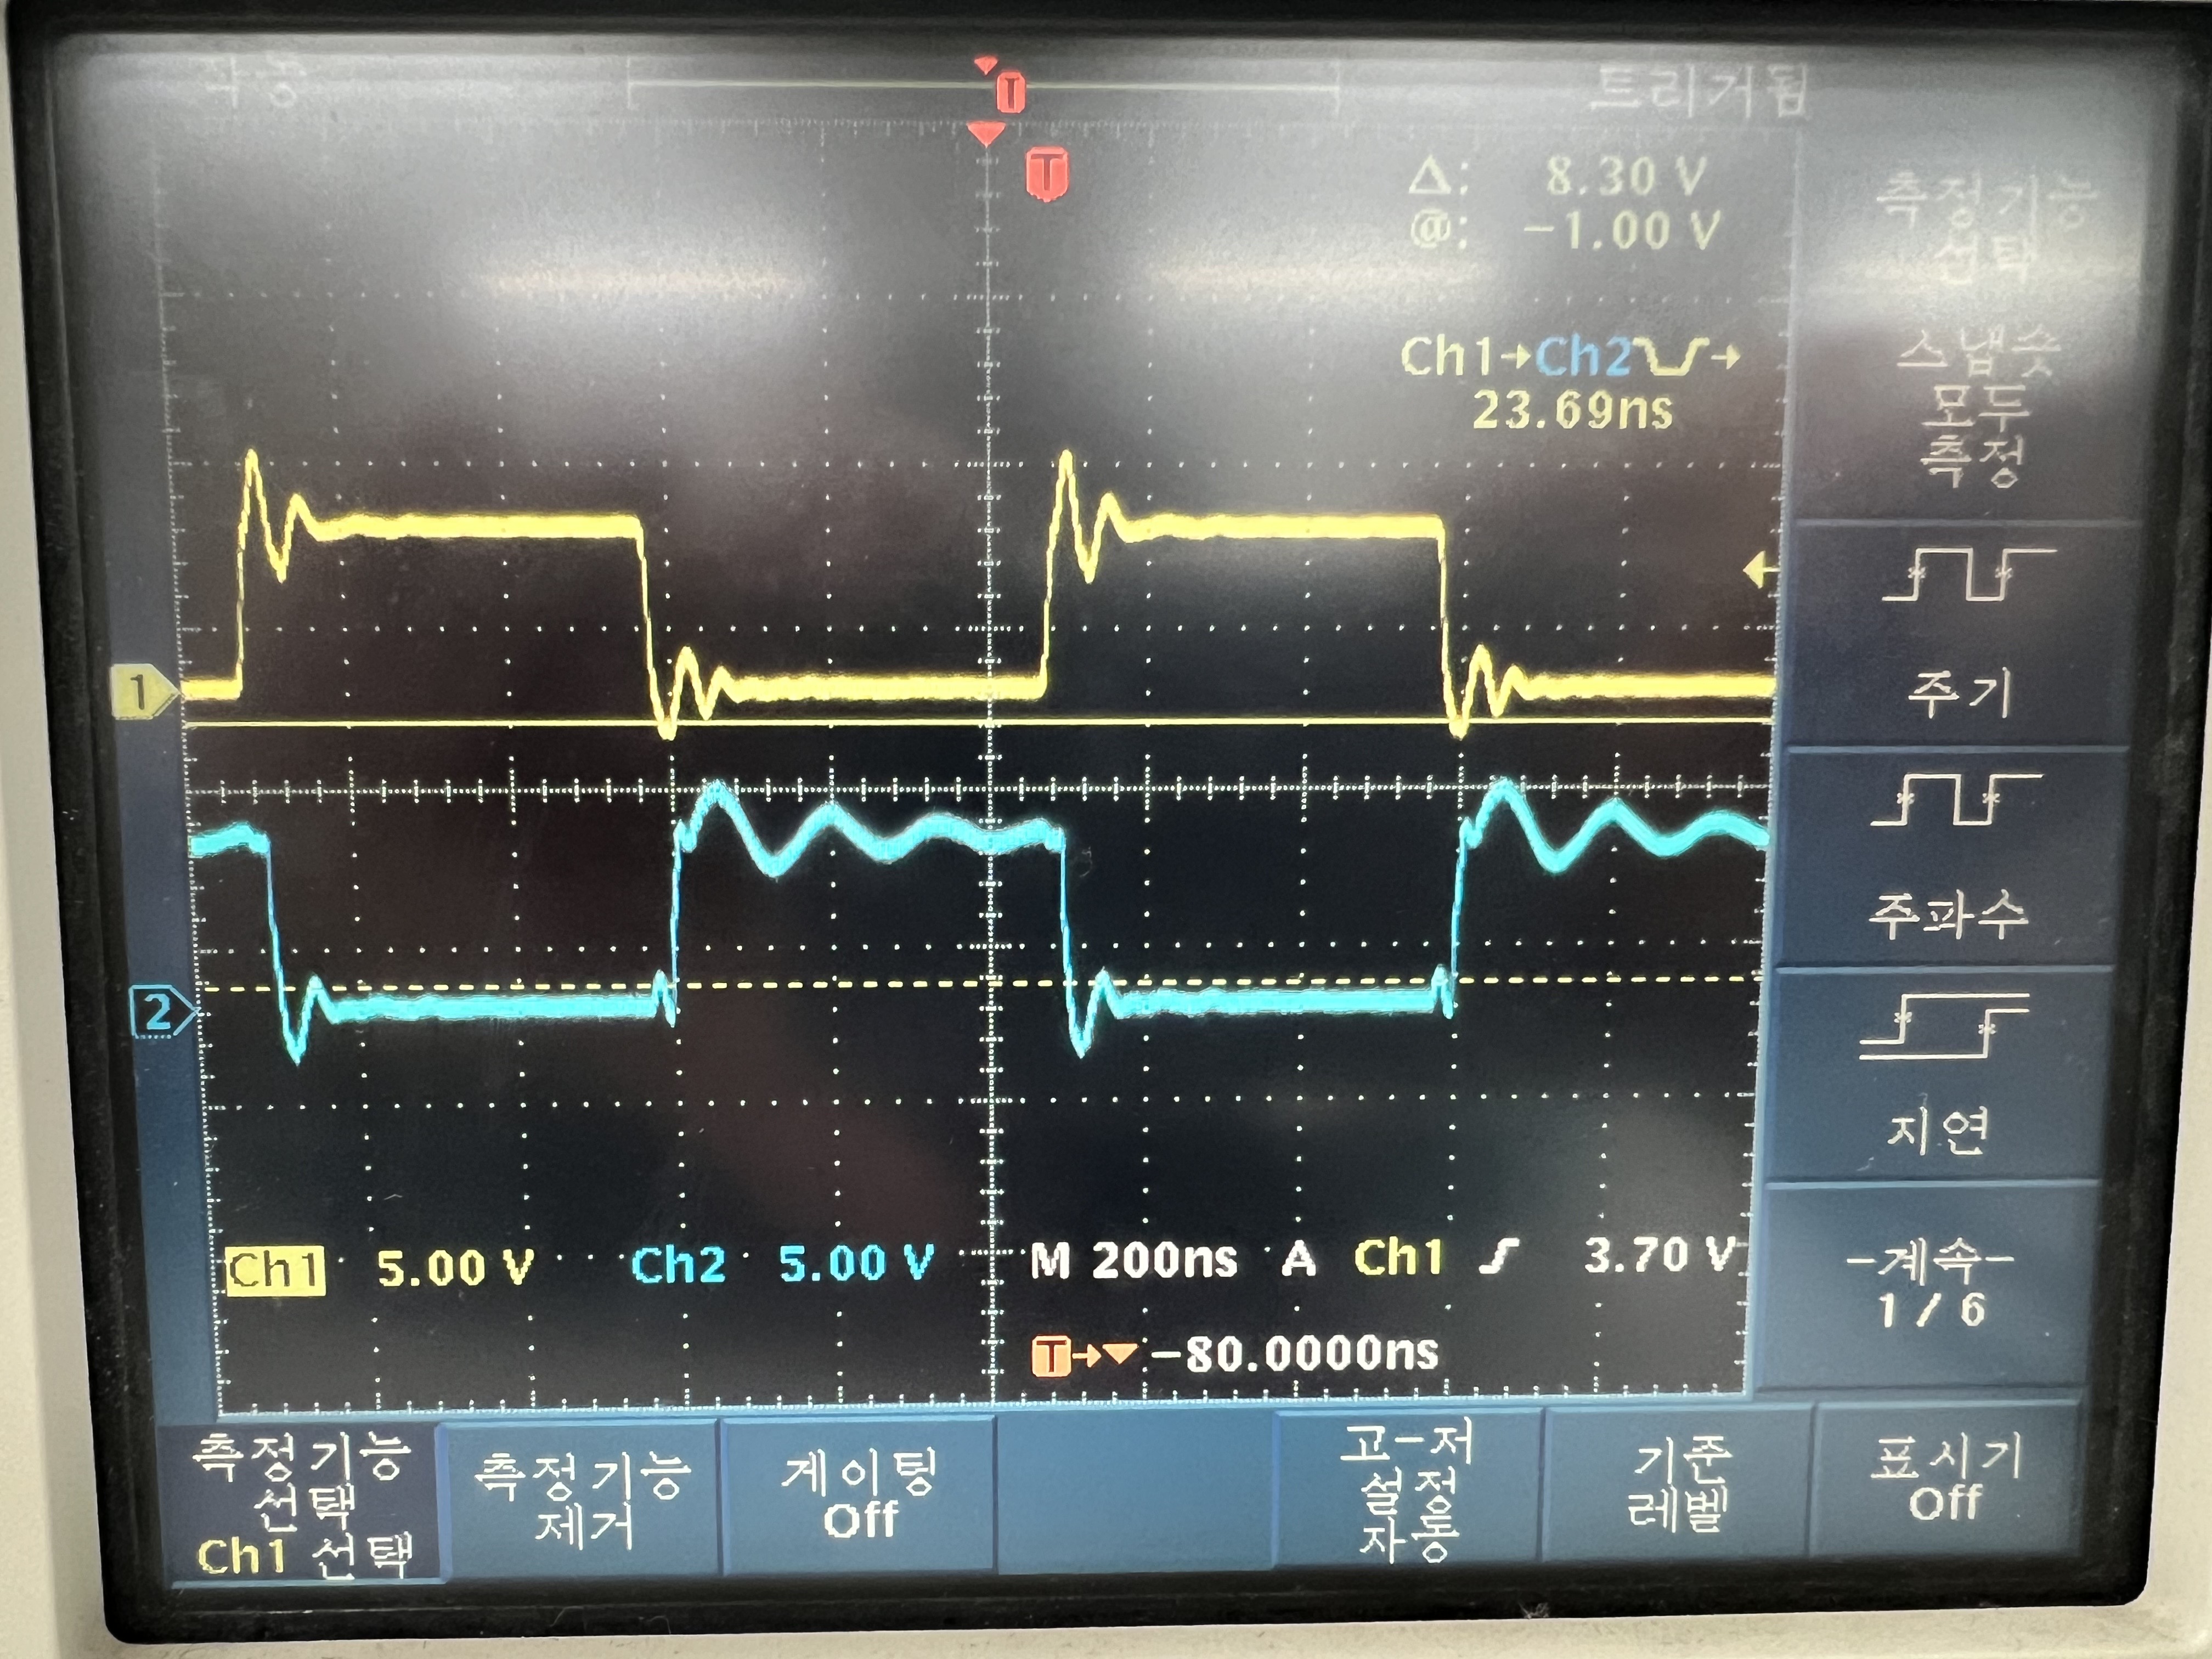 트리거됨
T
T
Δ: 8.30 V
@: −1.00 V
Ch1→Ch2
23.69ns
1
2
Ch1 5.00 V Ch2 5.00 V M 200ns A Ch1 3.70 V
T→▼ −80.0000ns
측정기능
선택
스냅숏
모두
측정
주기
주파수
지연
-계속-
1 / 6
측정기능
선택
Ch1 선택
측정기능
제거
게이팅
Off
고-저
설정
자동
기준
레벨
표시기
Off